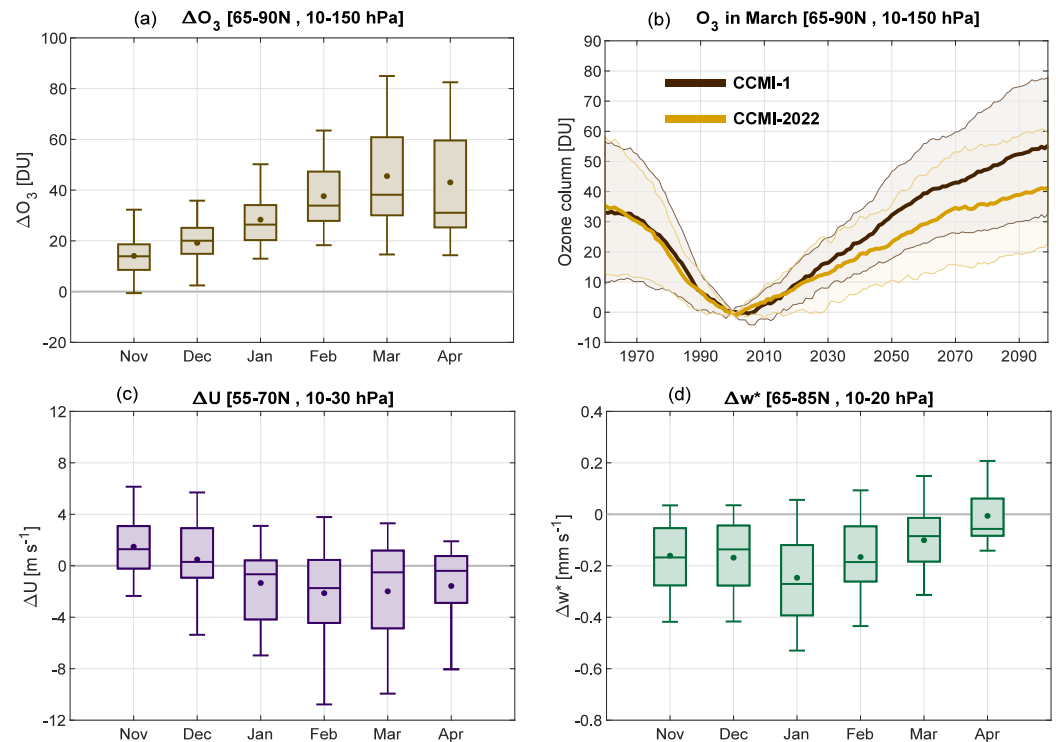 (a) ΔO3 [65-90N , 10-150 hPa]
ΔO3 [DU]
100
80
60
40
20
0
-20
Nov Dec Jan Feb Mar Apr
(b) O3 in March [65-90N , 10-150 hPa]
Ozone column [DU]
90
80
70
60
50
40
30
20
10
0
-10
CCMI-1
CCMI-2022
1970 1990 2010 2030 2050 2070 2090
(c) ΔU [55-70N , 10-30 hPa]
ΔU [m s-1]
12
8
4
0
-4
-8
-12
Nov Dec Jan Feb Mar Apr
(d) Δw* [65-85N , 10-20 hPa]
Δw* [mm s-1]
0.4
0.2
0
-0.2
-0.4
-0.6
-0.8
Nov Dec Jan Feb Mar Apr